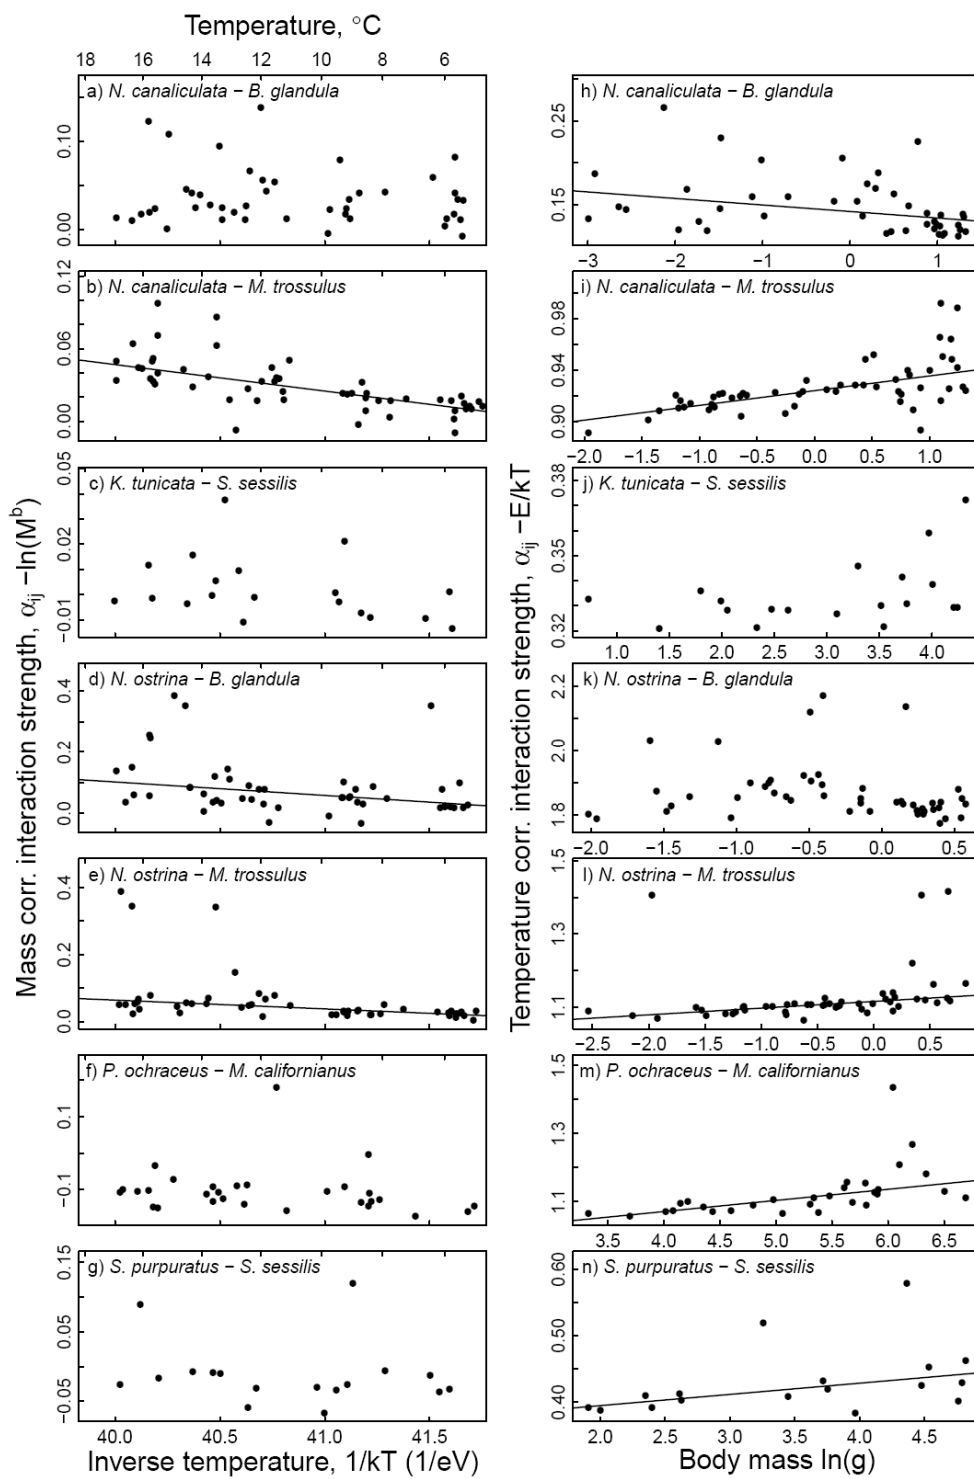 Temperature, °C
18 16 14 12 10 8 6
a) N. canaliculata − B. glandula
0.10
0.00
b) N. canaliculata − M. trossulus
0.12
0.06
0.00
c) K. tunicata − S. sessilis
0.05
0.02
−0.01
d) N. ostrina − B. glandula
0.4
0.2
0.0
e) N. ostrina − M. trossulus
0.4
0.2
0.0
f) P. ochraceus − M. californianus
0.1
−0.1
g) S. purpuratus − S. sessilis
0.15
0.05
−0.05
40.0 40.5 41.0 41.5
Inverse temperature, 1/kT (1/eV)
Mass corr. interaction strength, αij −ln(M^b)
h) N. canaliculata − B. glandula
0.25
0.15
−3 −2 −1 0 1
i) N. canaliculata − M. trossulus
0.98
0.94
0.90
−2.0 −1.5 −1.0 −0.5 0.0 0.5 1.0
j) K. tunicata − S. sessilis
0.38
0.35
0.32
1.0 1.5 2.0 2.5 3.0 3.5 4.0
k) N. ostrina − B. glandula
2.2
2.0
1.8
−2.0 −1.5 −1.0 −0.5 0.0 0.5
l) N. ostrina − M. trossulus
1.5
1.3
1.1
−2.5 −2.0 −1.5 −1.0 −0.5 0.0 0.5
m) P. ochraceus − M. californianus
1.5
1.3
1.1
3.5 4.0 4.5 5.0 5.5 6.0 6.5
n) S. purpuratus − S. sessilis
0.60
0.50
0.40
2.0 2.5 3.0 3.5 4.0 4.5
Body mass ln(g)
Temperature corr. interaction strength, αij −E/kT